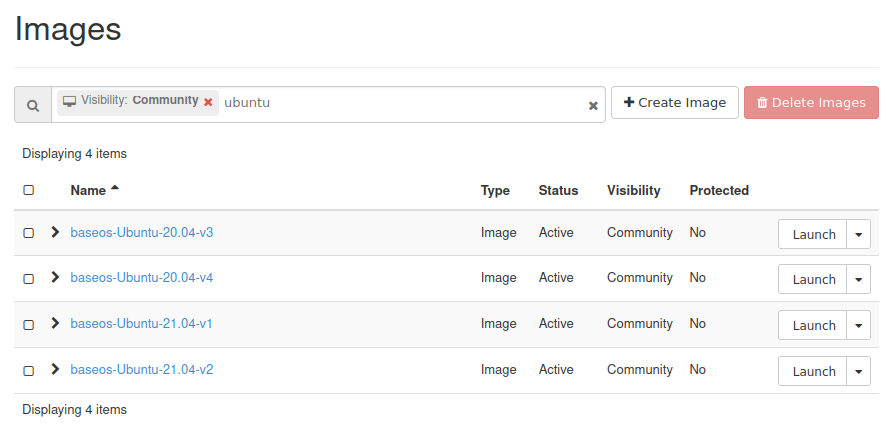 Images
Visibility: Community ubuntu
Create Image
Delete Images
Displaying 4 items
Name Type Status Visibility Protected
baseos-Ubuntu-20.04-v3 Image Active Community No Launch
baseos-Ubuntu-20.04-v4 Image Active Community No Launch
baseos-Ubuntu-21.04-v1 Image Active Community No Launch
baseos-Ubuntu-21.04-v2 Image Active Community No Launch
Displaying 4 items